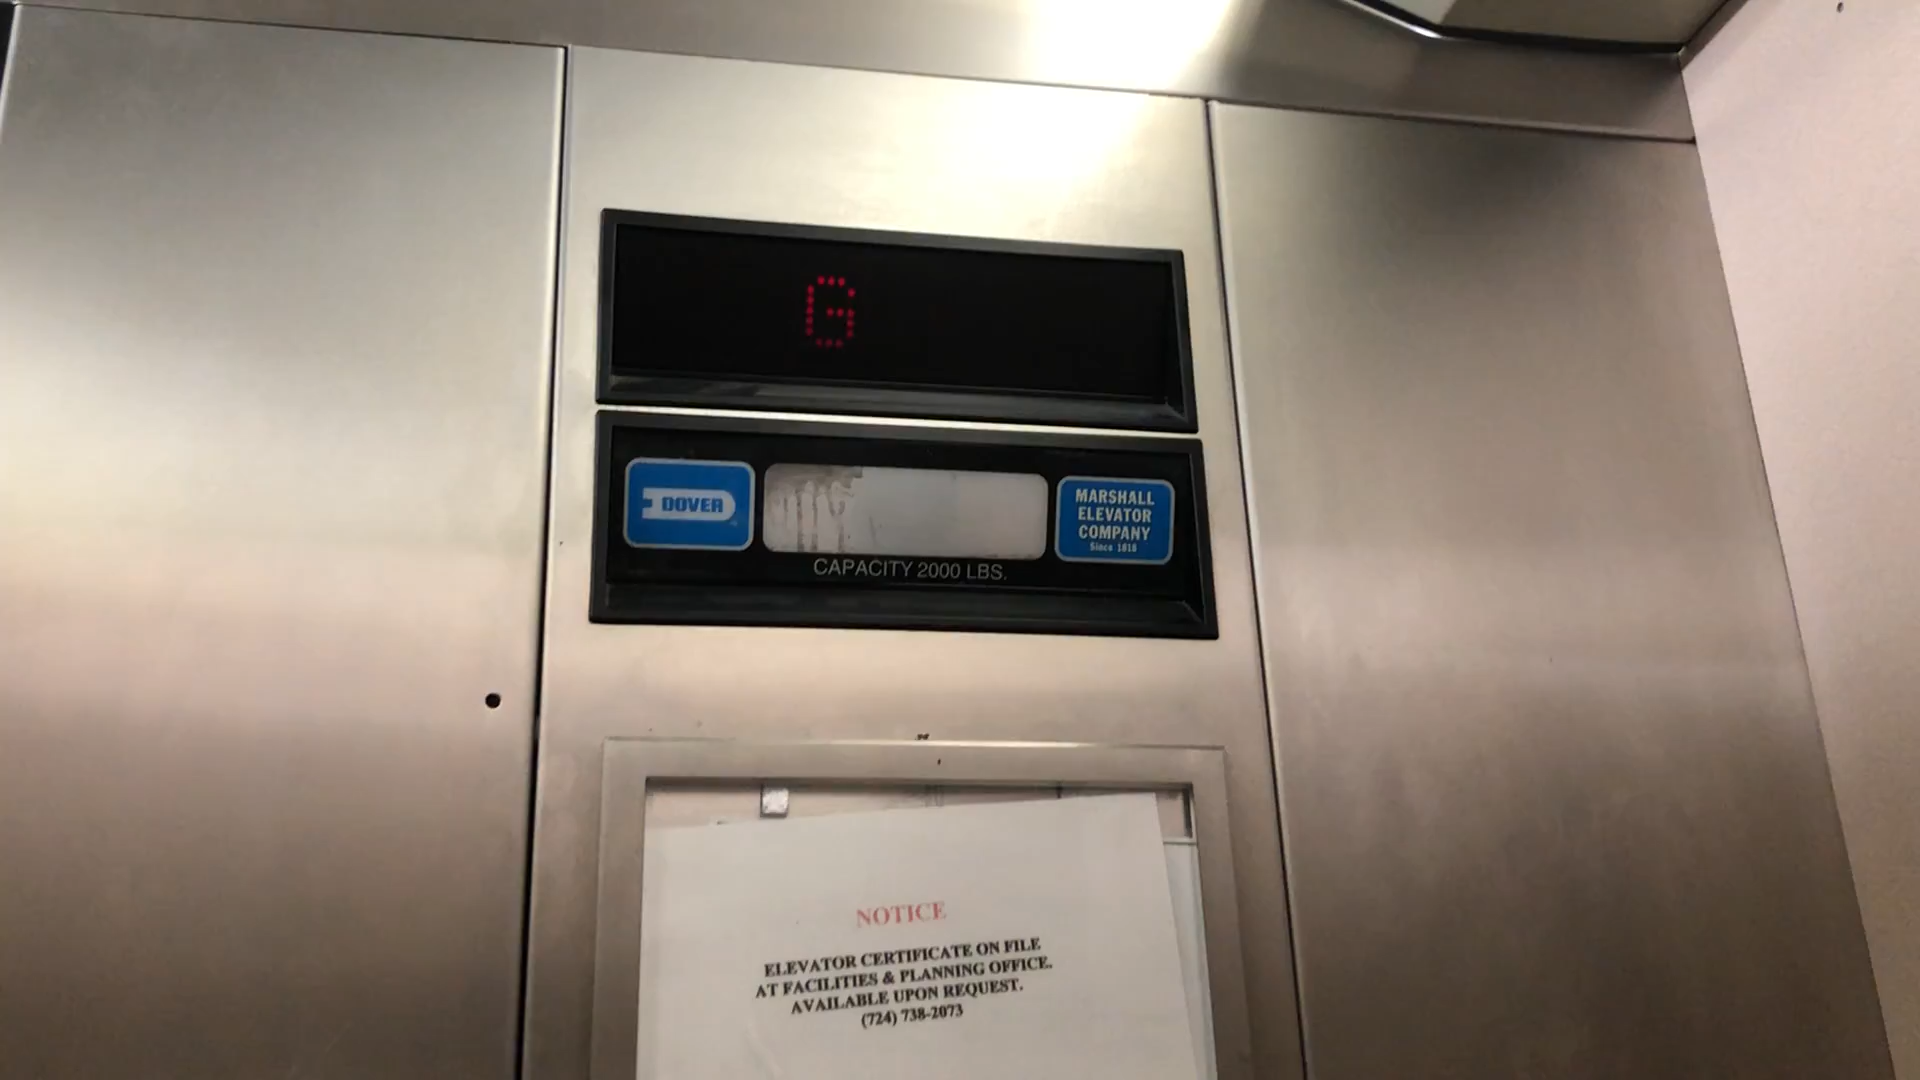 G
DOVER
MARSHALL
ELEVATOR
COMPANY
Since 1818
CAPACITY 2000 LBS.
NOTICE
ELEVATOR CERTIFICATE ON FILE
AT FACILITIES & PLANNING OFFICE.
AVAILABLE UPON REQUEST.
(724) 738-2073